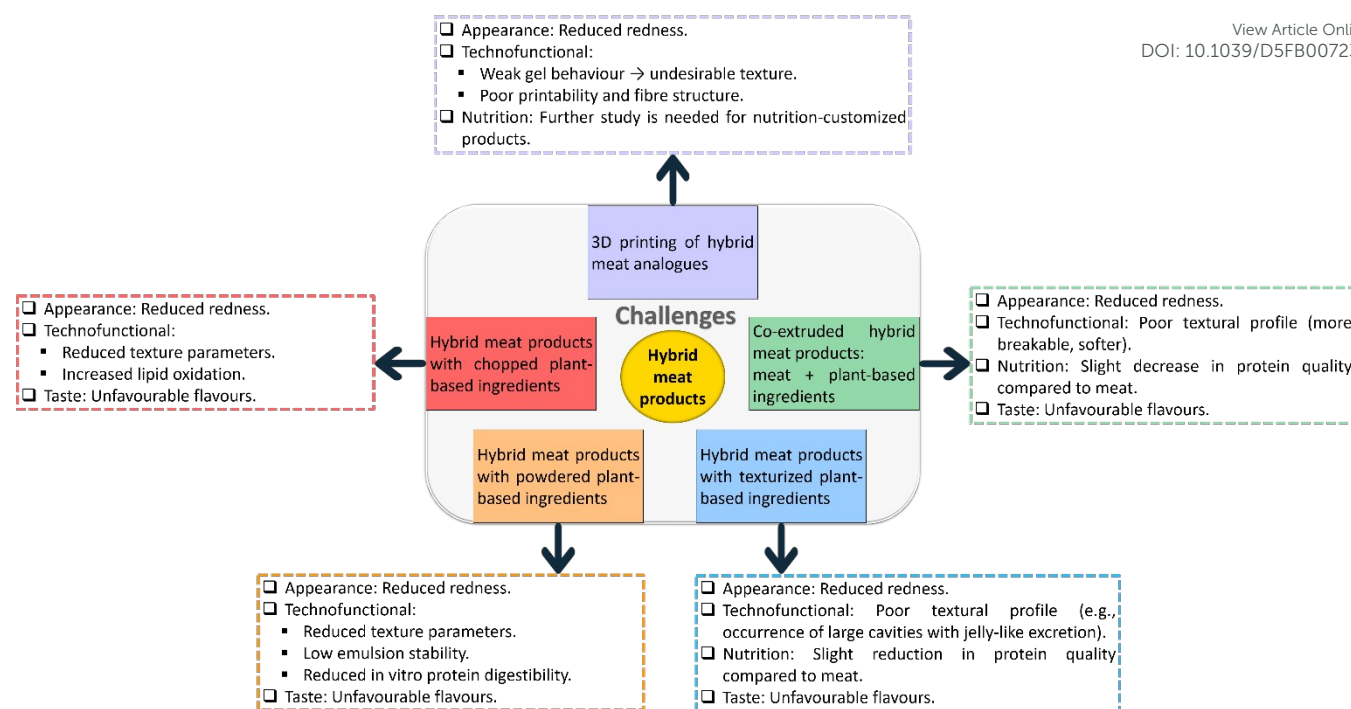 View Article Onli
DOI: 10.1039/D5FB00723
❑ Appearance: Reduced redness.
❑ Technofunctional:
▪ Weak gel behaviour → undesirable texture.
▪ Poor printability and fibre structure.
❑ Nutrition: Further study is needed for nutrition-customized
products.
3D printing of hybrid
meat analogues
Challenges
Hybrid
meat
products
Hybrid meat products
with chopped plant-
based ingredients
Co-extruded hybrid
meat products:
meat + plant-based
ingredients
Hybrid meat products
with powdered plant-
based ingredients
Hybrid meat products
with texturized plant-
based ingredients
❑ Appearance: Reduced redness.
❑ Technofunctional:
▪ Reduced texture parameters.
▪ Increased lipid oxidation.
❑ Taste: Unfavourable flavours.
❑ Appearance: Reduced redness.
❑ Technofunctional: Poor textural profile (more
breakable, softer).
❑ Nutrition: Slight decrease in protein quality
compared to meat.
❑ Taste: Unfavourable flavours.
❑ Appearance: Reduced redness.
❑ Technofunctional:
▪ Reduced texture parameters.
▪ Low emulsion stability.
▪ Reduced in vitro protein digestibility.
❑ Taste: Unfavourable flavours.
❑ Appearance: Reduced redness.
❑ Technofunctional: Poor textural profile (e.g.,
occurrence of large cavities with jelly-like excretion).
❑ Nutrition: Slight reduction in protein quality
compared to meat.
❑ Taste: Unfavourable flavours.